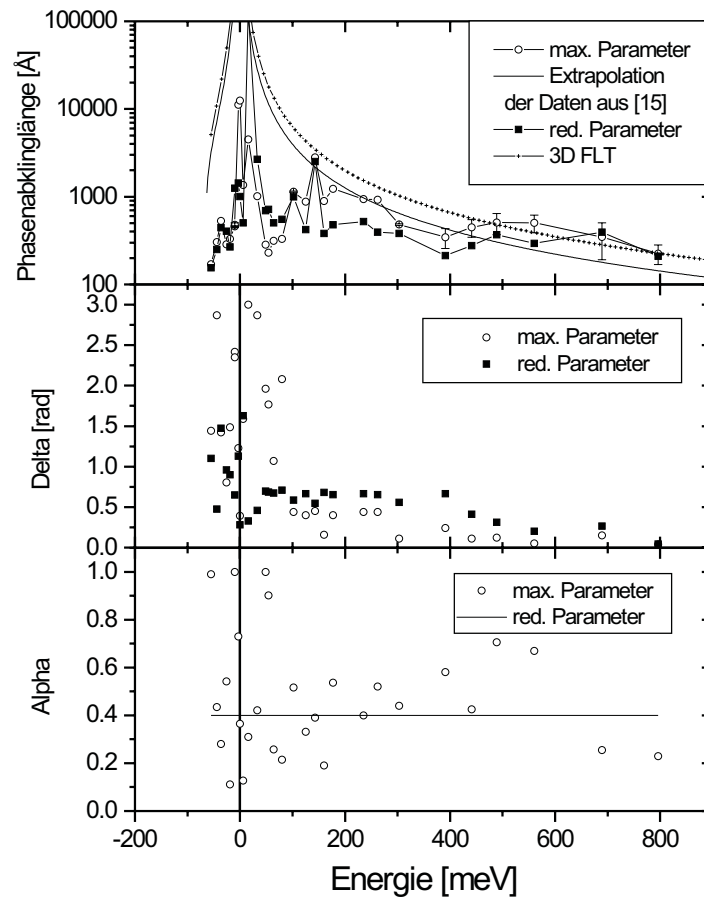 100000
10000
1000
100
Phasenabklinglänge [Å]
max. Parameter
Extrapolation
der Daten aus [15]
red. Parameter
3D FLT
3.0
2.5
2.0
1.5
1.0
0.5
0.0
Delta [rad]
max. Parameter
red. Parameter
1.0
0.8
0.6
0.4
0.2
0.0
Alpha
max. Parameter
red. Parameter
-200 0 200 400 600 800
Energie [meV]